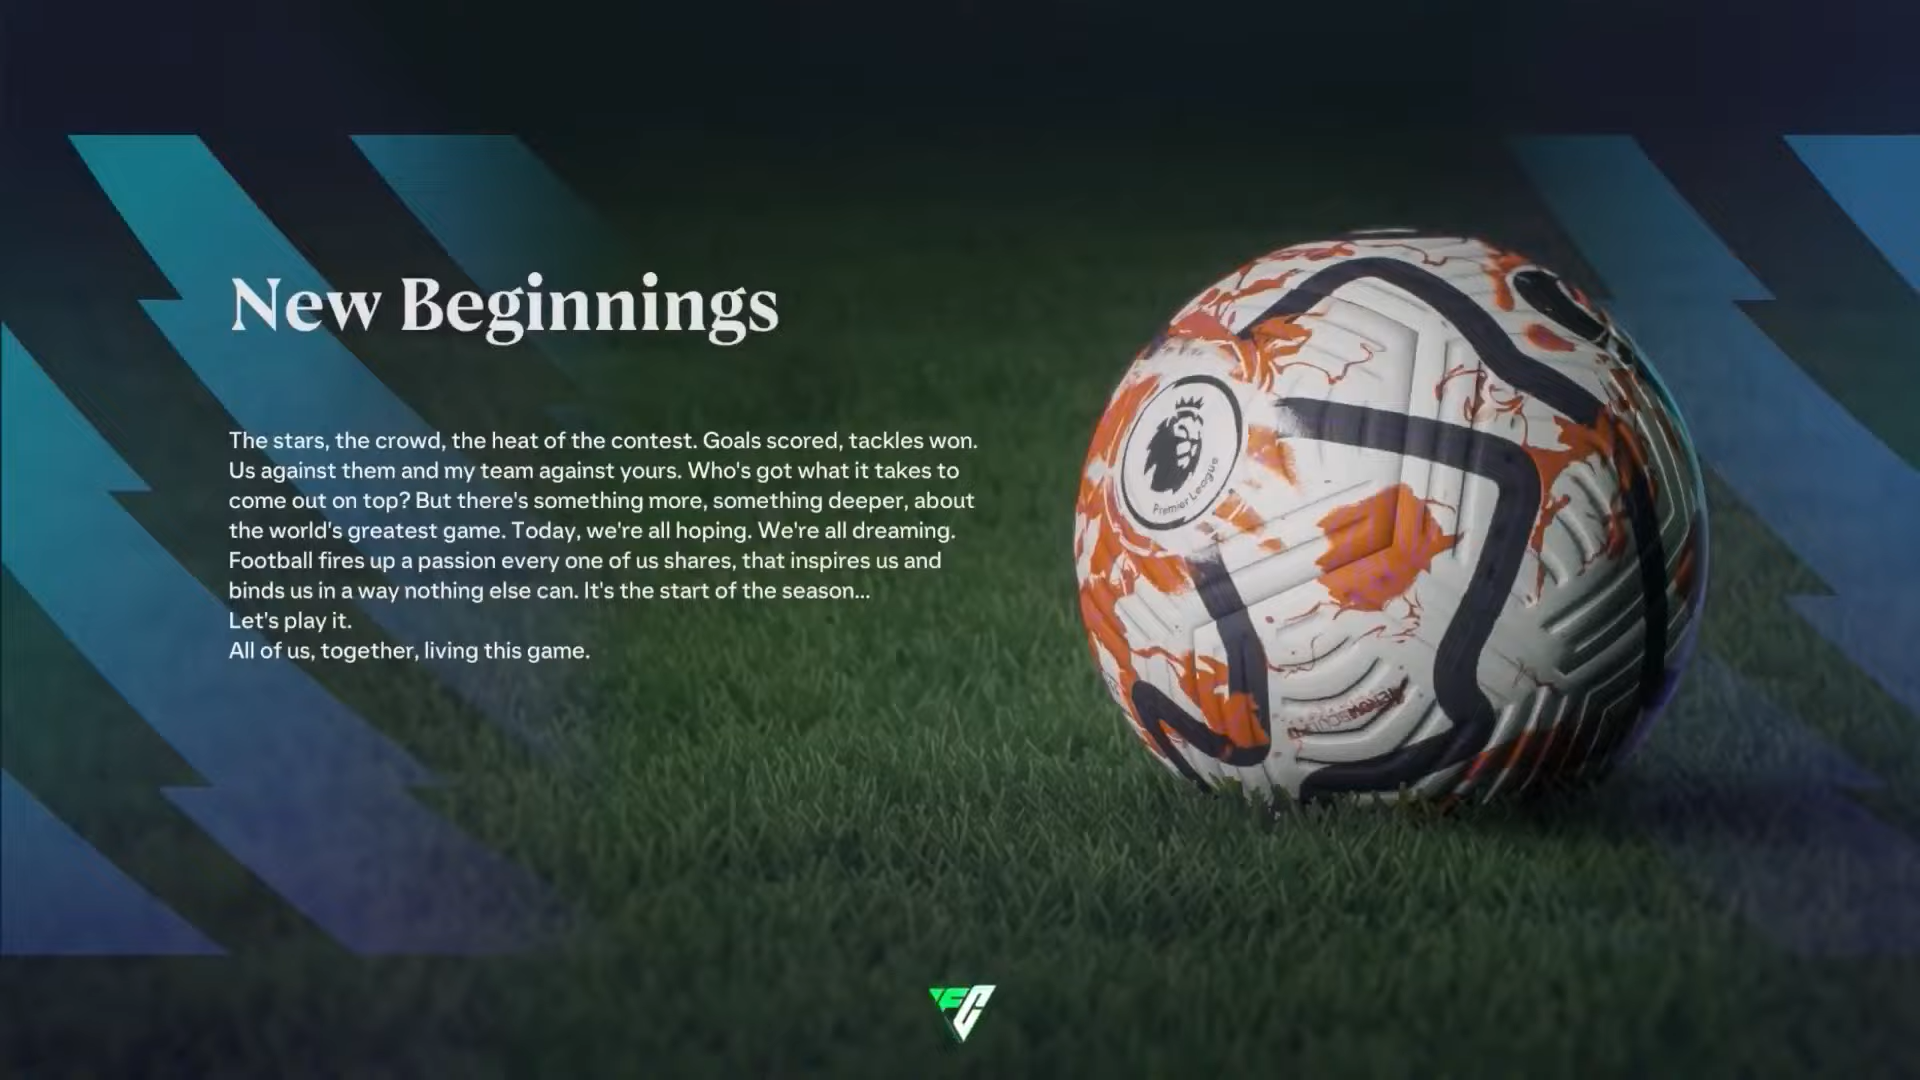 New Beginnings
The stars, the crowd, the heat of the contest. Goals scored, tackles won.
Us against them and my team against yours. Who's got what it takes to
come out on top? But there's something more, something deeper, about
the world's greatest game. Today, we're all hoping. We're all dreaming.
Football fires up a passion every one of us shares, that inspires us and
binds us in a way nothing else can. It's the start of the season...
Let's play it.
All of us, together, living this game.
Premier League
FC